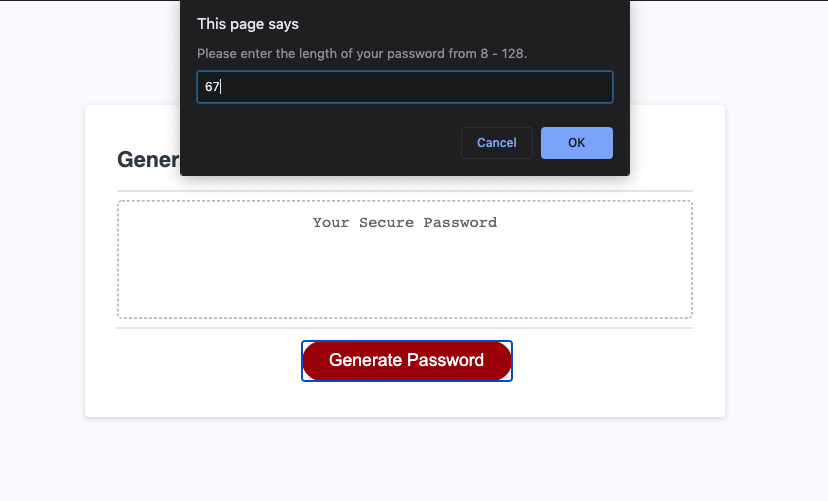 This page says
Please enter the length of your password from 8 - 128.
67
Cancel
OK
Gener
Your Secure Password
Generate Password